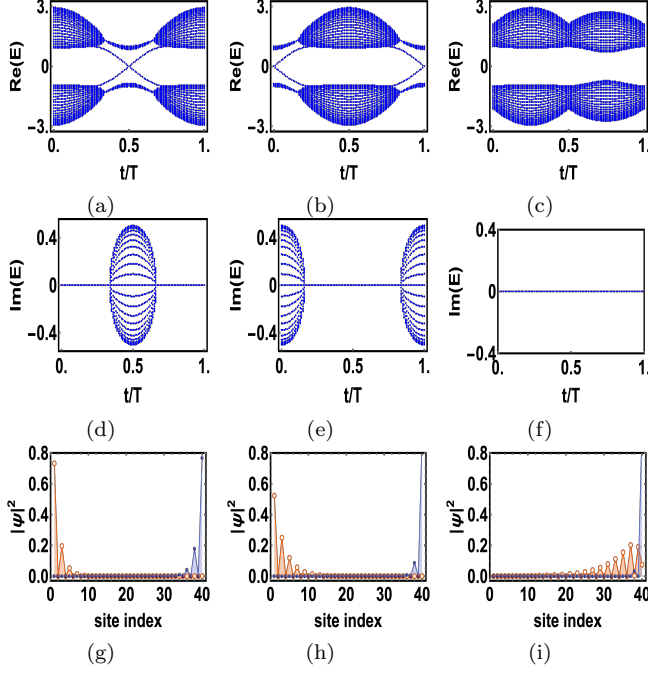 3.
0
−3.
Re(E)
0. 0.5 1.
t/T
(a)
3.
0
−3.
Re(E)
0. 0.5 1.
t/T
(b)
3.
0
−3.
Re(E)
0. 0.5 1.
t/T
(c)
0.4
0
−0.4
Im(E)
0. 0.5 1.
t/T
(d)
0.4
0
−0.4
Im(E)
0. 0.5 1.
t/T
(e)
0.4
0
−0.4
Im(E)
0. 0.5 1.
t/T
(f)
0.8
0.6
0.4
0.2
0.0
|ψ|²
0 10 20 30 40
site index
(g)
0.8
0.6
0.4
0.2
0.0
|ψ|²
0 10 20 30 40
site index
(h)
0.8
0.6
0.4
0.2
0.0
|ψ|²
0 10 20 30 40
site index
(i)